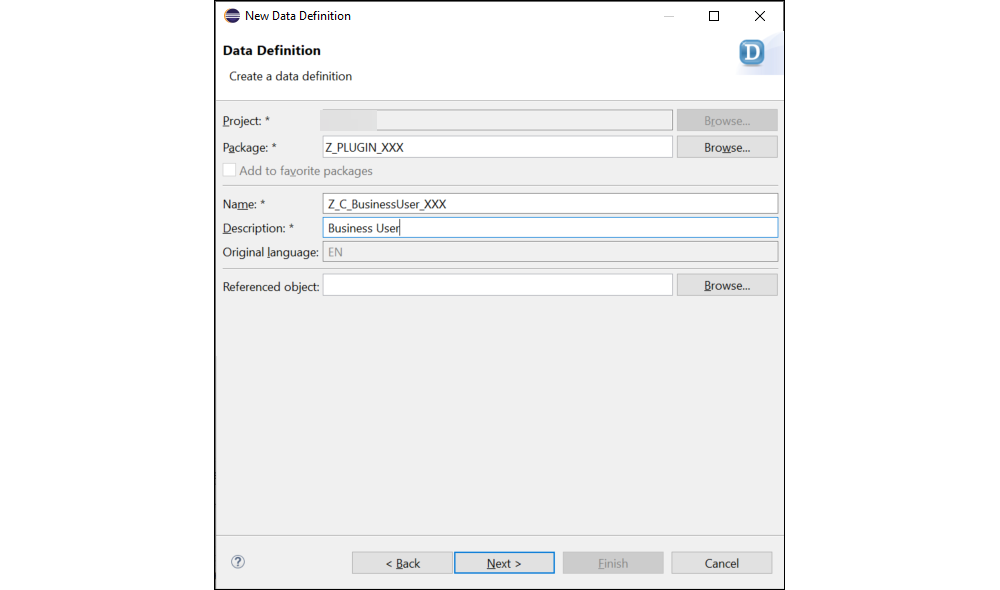 New Data Definition
Data Definition
D
Create a data definition
Project: * Browse...
Package: * Z_PLUGIN_XXX Browse...
Add to favorite packages
Name: * Z_C_BusinessUser_XXX
Description: * Business User
Original language: EN
Referenced object: Browse...
? < Back Next > Finish Cancel